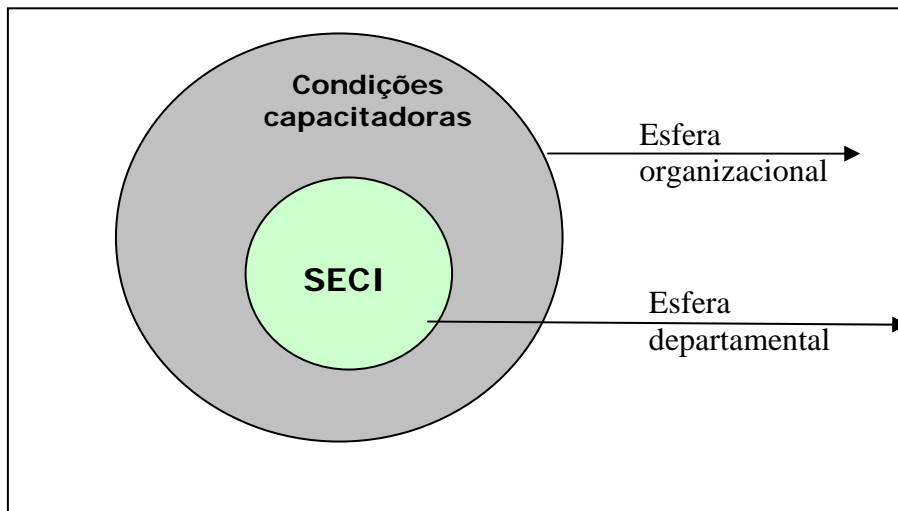 Condições
capacitadoras
Esfera
organizacional
SECI
Esfera
departamental